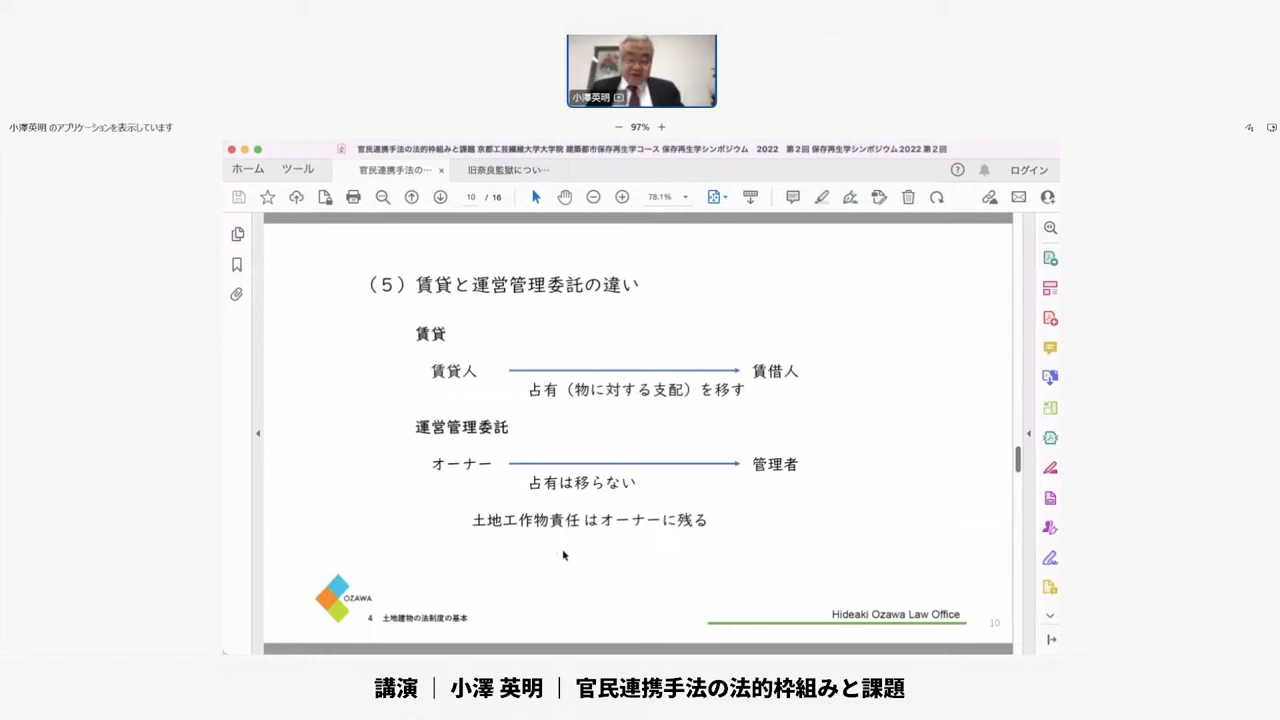 小澤英明
小澤英明 のアプリケーションを表示しています
97%
官民連携手法の法的枠組みと課題 京都工芸繊維大学大学院 建築都市保存再生学コース 保存再生学シンポジウム 2022 第2回 保存再生学シンポジウム2022 第2回
ホーム ツール 官民連携手法の… × 旧奈良監獄につい… ログイン
10 / 16 78.1%
（５）賃貸と運営管理委託の違い
賃貸
賃貸人 賃借人
占有（物に対する支配）を移す
運営管理委託
オーナー 管理者
占有は移らない
土地工作物責任 はオーナーに残る
OZAWA
4 土地建物の法制度の基本
Hideaki Ozawa Law Office
10
講演 ｜ 小澤 英明 ｜ 官民連携手法の法的枠組みと課題